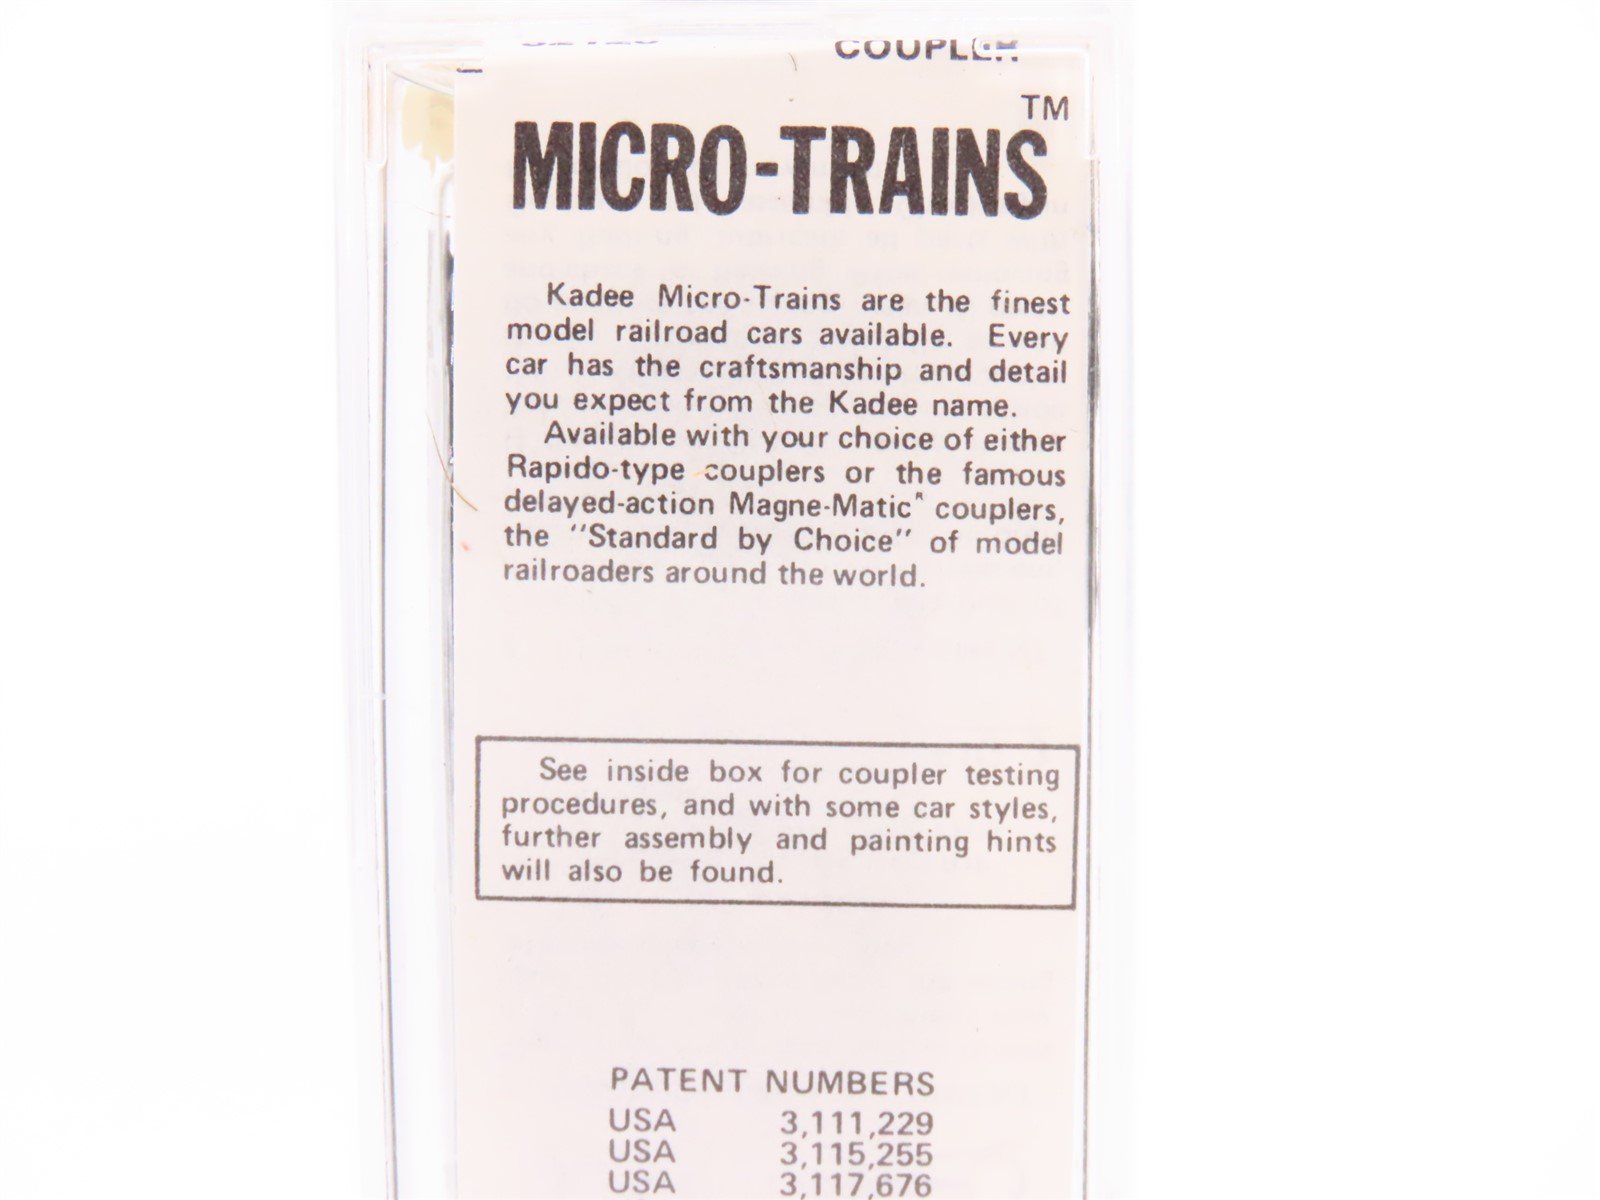 COUPLER
MICRO-TRAINS™
Kadee Micro-Trains are the finest
model railroad cars available. Every
car has the craftsmanship and detail
you expect from the Kadee name.
Available with your choice of either
Rapido-type couplers or the famous
delayed-action Magne-Matic® couplers,
the "Standard by Choice" of model
railroaders around the world.
See inside box for coupler testing
procedures, and with some car styles,
further assembly and painting hints
will also be found.
PATENT NUMBERS
USA 3,111,229
USA 3,115,255
USA 3,117,676